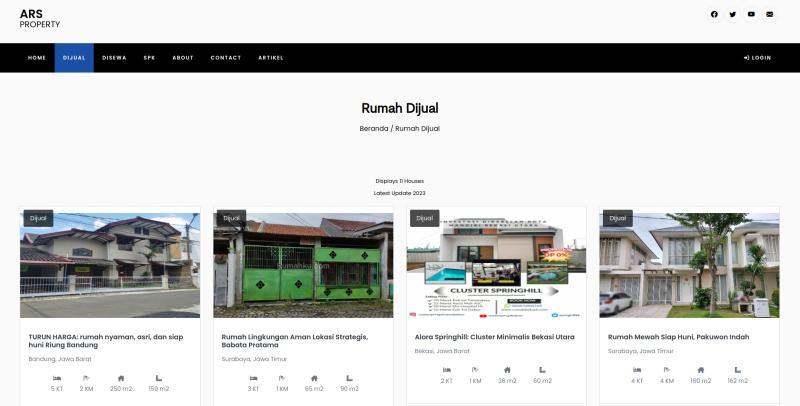 ARS
PROPERTY
HOME DIJUAL DISEWA SPK ABOUT CONTACT ARTIKEL LOGIN
Rumah Dijual
Beranda / Rumah Dijual
Displays 11 Houses
Latest Update 2023
Dijual Dijual Dijual Dijual
CLUSTER SPRINGHILL
TURUN HARGA: rumah nyaman, asri, dan siap
huni Riung Bandung
Bandung, Jawa Barat
5 KT 2 KM 250 m2 159 m2
Rumah Lingkungan Aman Lokasi Strategis,
Babata Pratama
Surabaya, Jawa Timur
3 KT 1 KM 65 m2 90 m2
Alora Springhill: Cluster Minimalis Bekasi Utara
Bekasi, Jawa Barat
2 KT 1 KM 36 m2 60 m2
Rumah Mewah Siap Huni, Pakuwon Indah
Surabaya, Jawa Timur
4 KT 4 KM 160 m2 162 m2